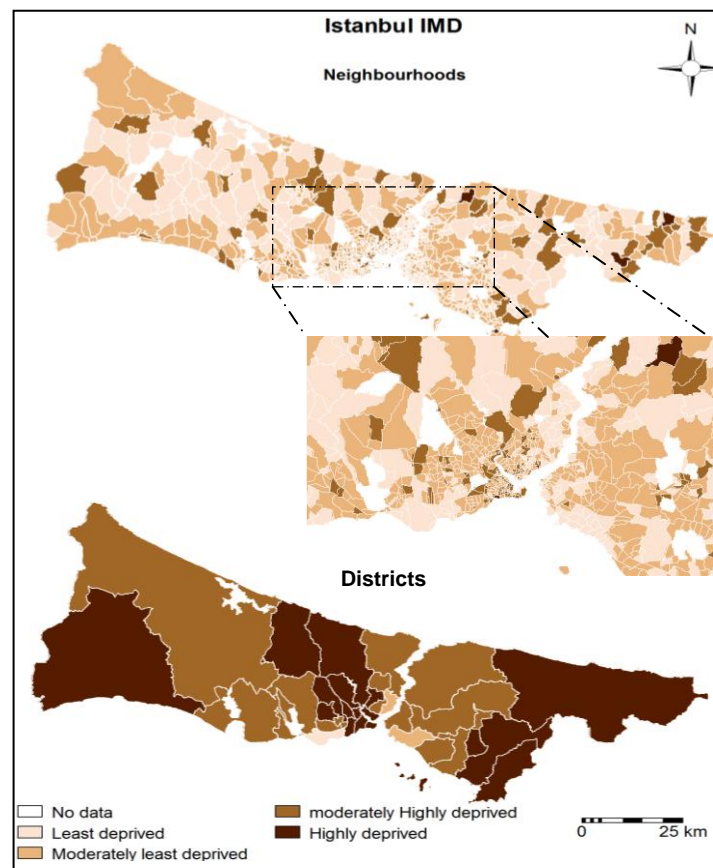 Istanbul IMD
N
Neighbourhoods
Districts
No data
Least deprived
Moderately least deprived
moderately Highly deprived
Highly deprived
0 25 km